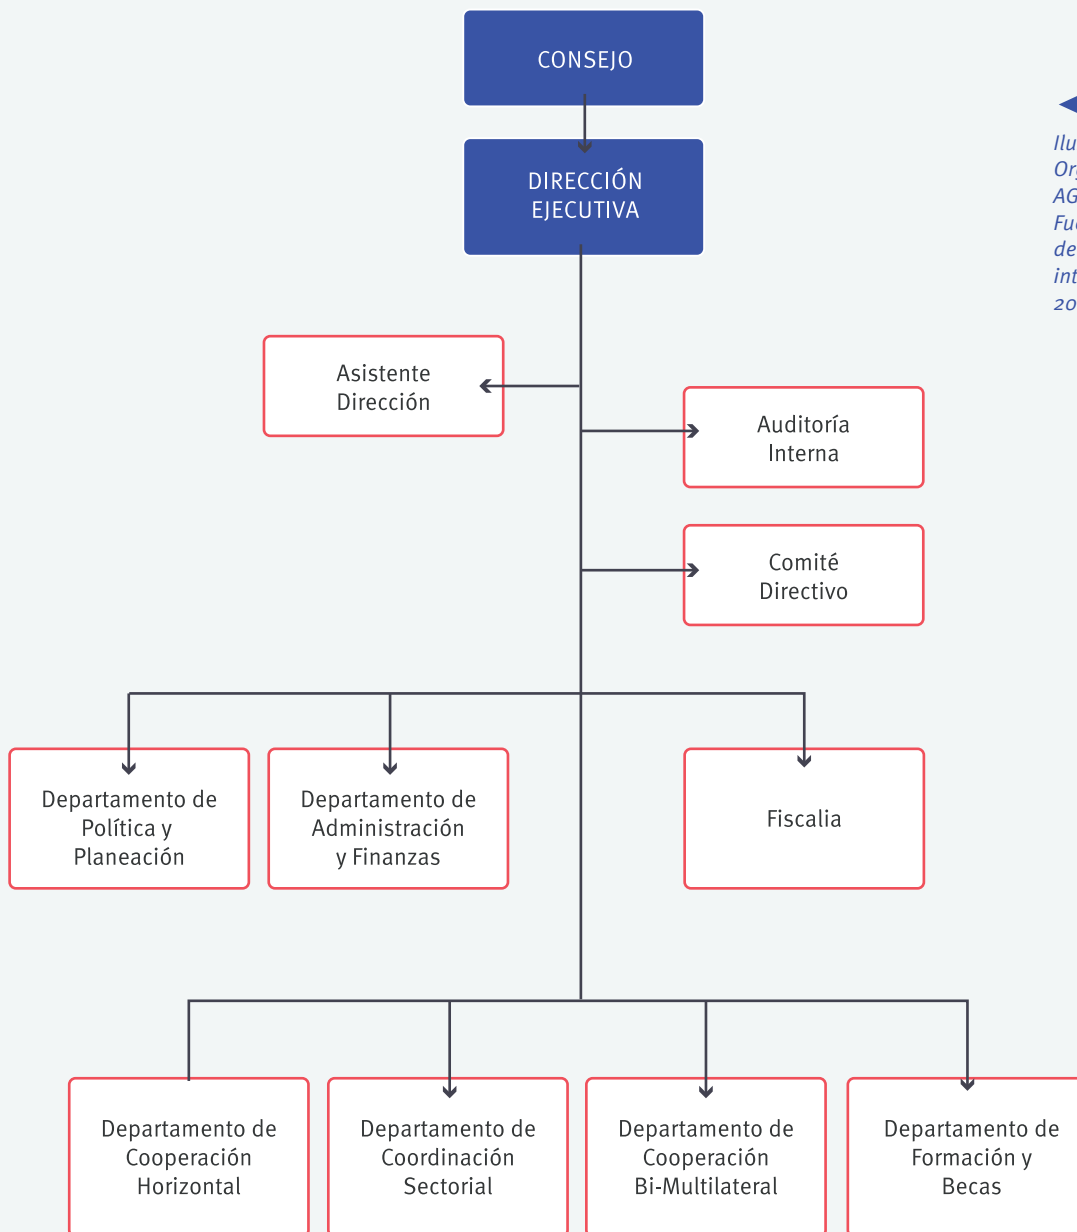 CONSEJO
DIRECCIÓN
EJECUTIVA
Asistente
Dirección
Auditoría
Interna
Comité
Directivo
Departamento de
Política y
Planeación
Departamento de
Administración
y Finanzas
Fiscalia
Departamento de
Cooperación
Horizontal
Departamento de
Coordinación
Sectorial
Departamento de
Cooperación
Bi-Multilateral
Departamento de
Formación y
Becas